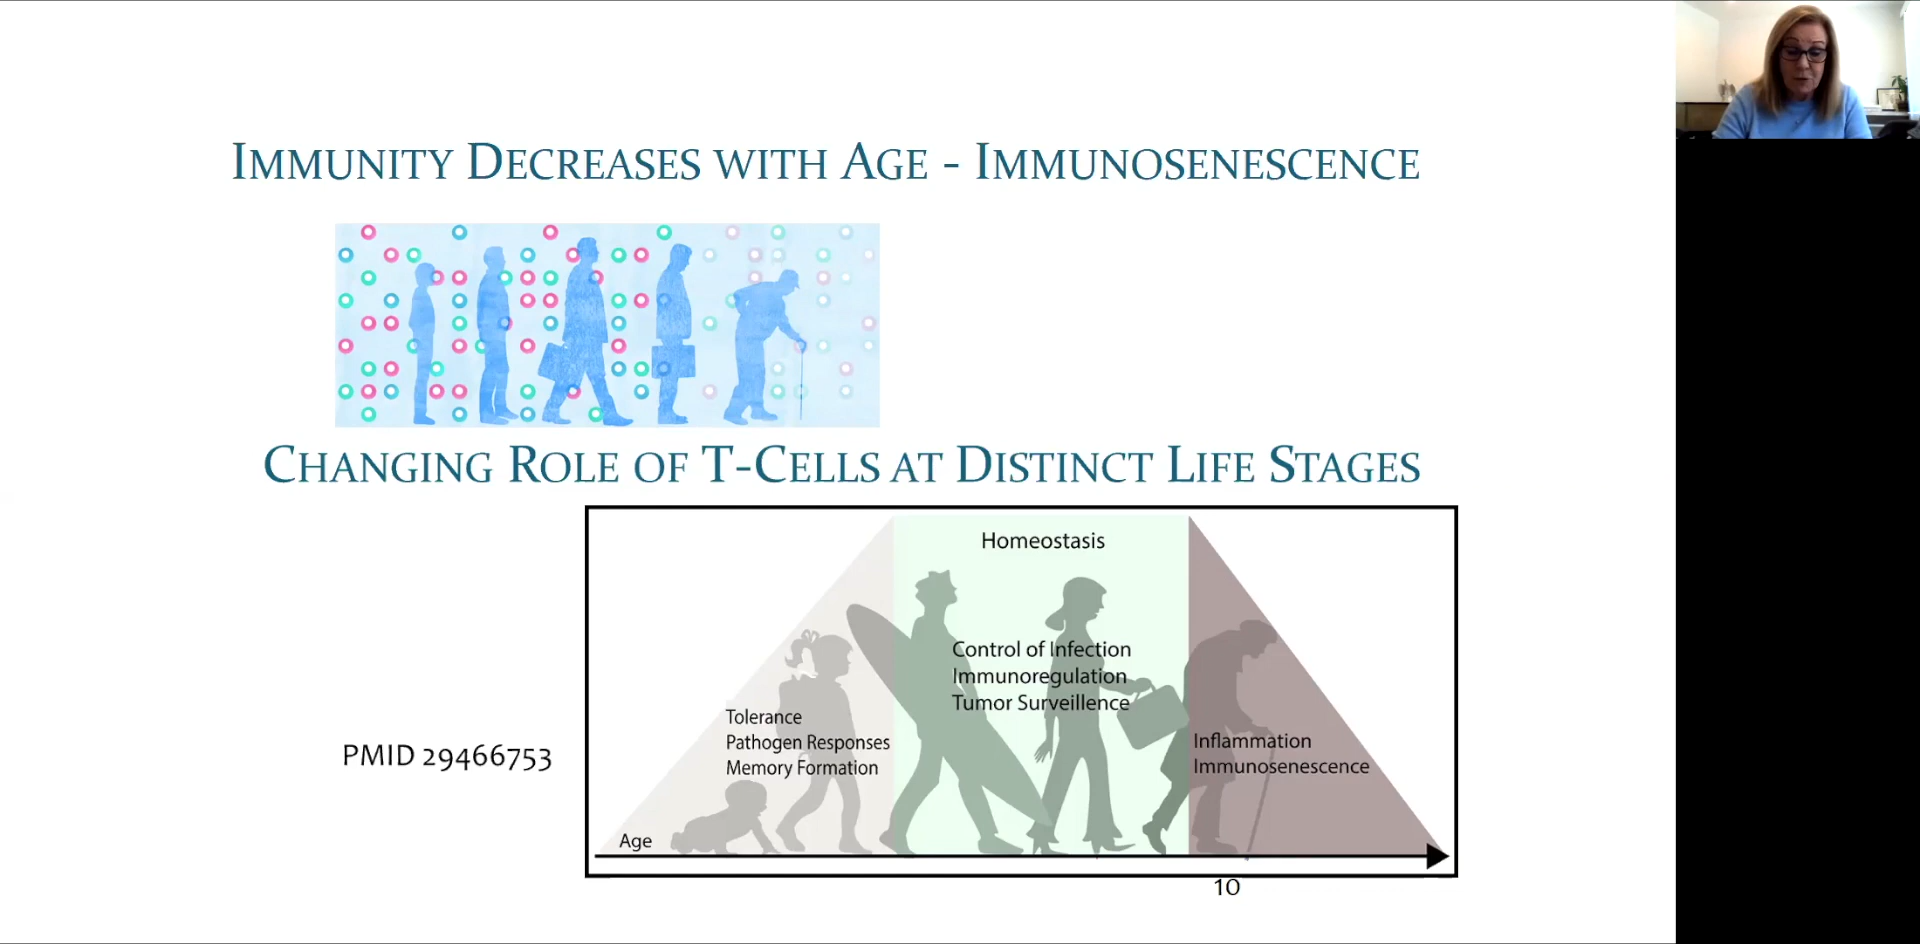 IMMUNITY DECREASES WITH AGE - IMMUNOSENESCENCE
CHANGING ROLE OF T-CELLS AT DISTINCT LIFE STAGES
Homeostasis
Control of Infection
Immunoregulation
Tumor Surveillence
Tolerance
Pathogen Responses
Memory Formation
Inflammation
Immunosenescence
PMID 29466753
Age
10